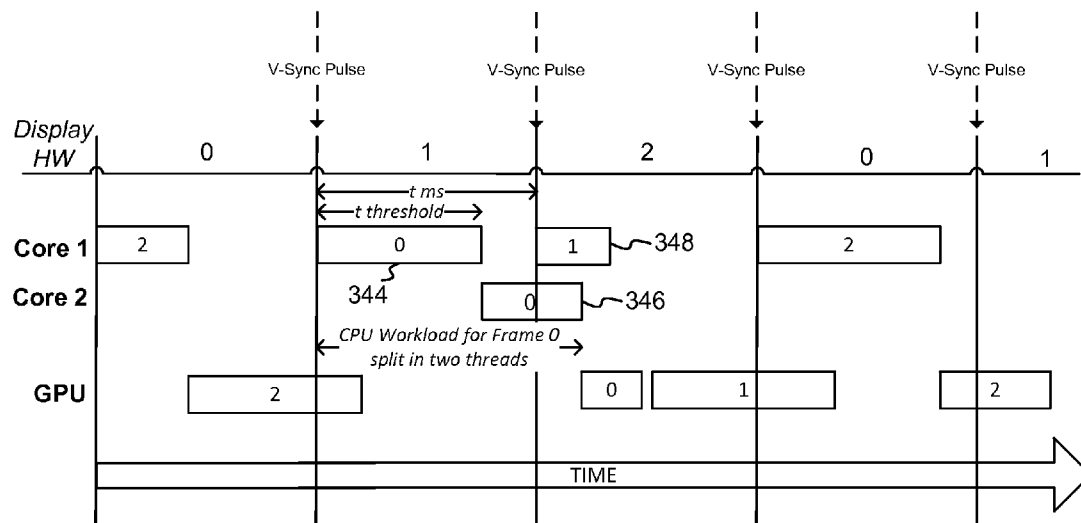 V-Sync Pulse V-Sync Pulse V-Sync Pulse V-Sync Pulse
Display
HW
0 1 2 0 1
t ms
t threshold
Core 1 2 0 1 348 2
344
Core 2 0 346
CPU Workload for Frame 0
split in two threads
GPU 2 0 1 2
TIME